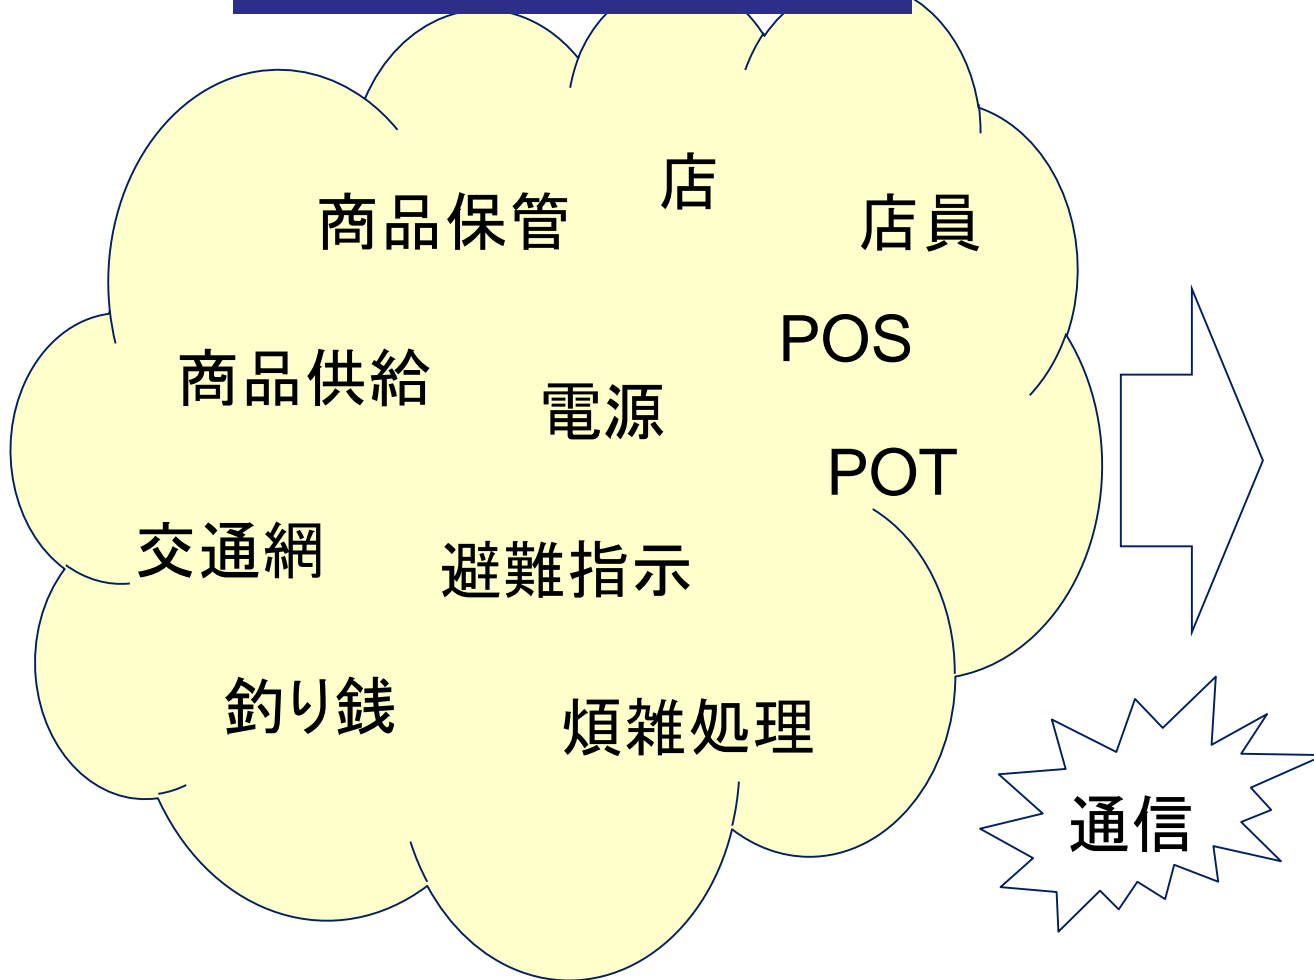 店
商品保管
店員
POS
商品供給
電源
POT
交通網
避難指示
釣り銭
煩雑処理
通信